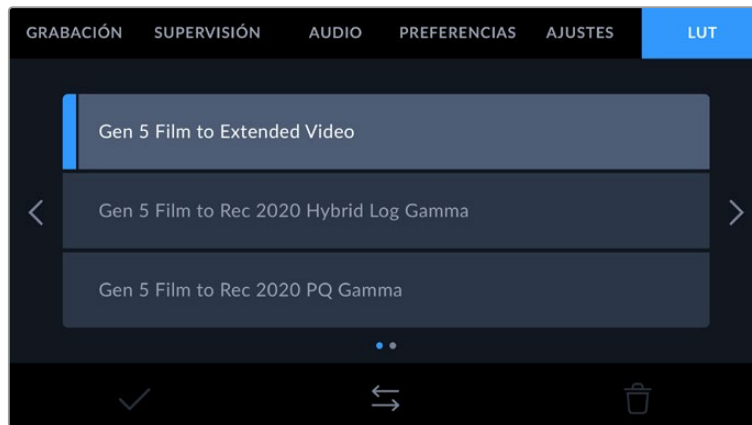 GRABACIÓN SUPERVISIÓN AUDIO PREFERENCIAS AJUSTES LUT
Gen 5 Film to Extended Video
Gen 5 Film to Rec 2020 Hybrid Log Gamma
Gen 5 Film to Rec 2020 PQ Gamma